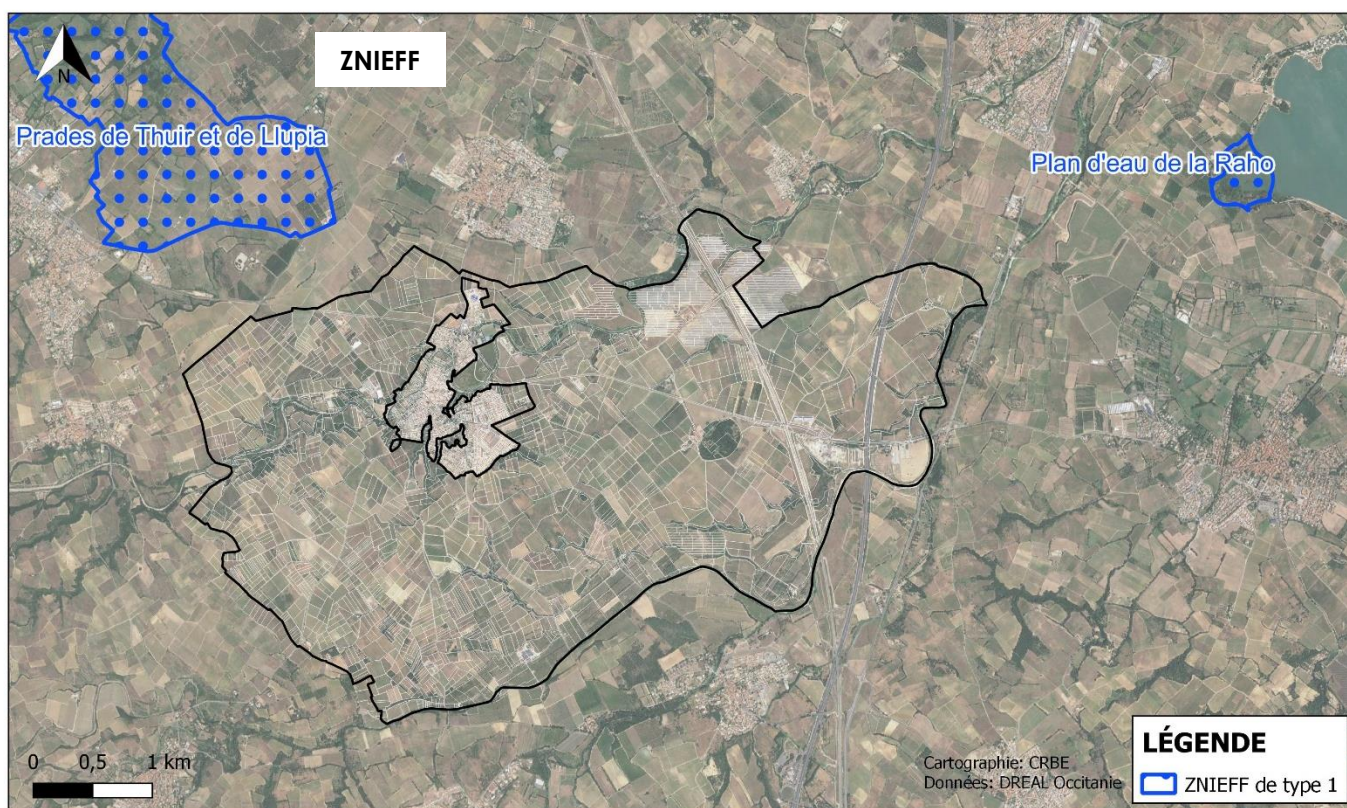 ZNIEFF
N
Prades de Thuir et de Llupia
Plan d'eau de la Raho
0 0,5 1 km
Cartographie: CRBE
Données: DREAL Occitanie
LÉGENDE
ZNIEFF de type 1